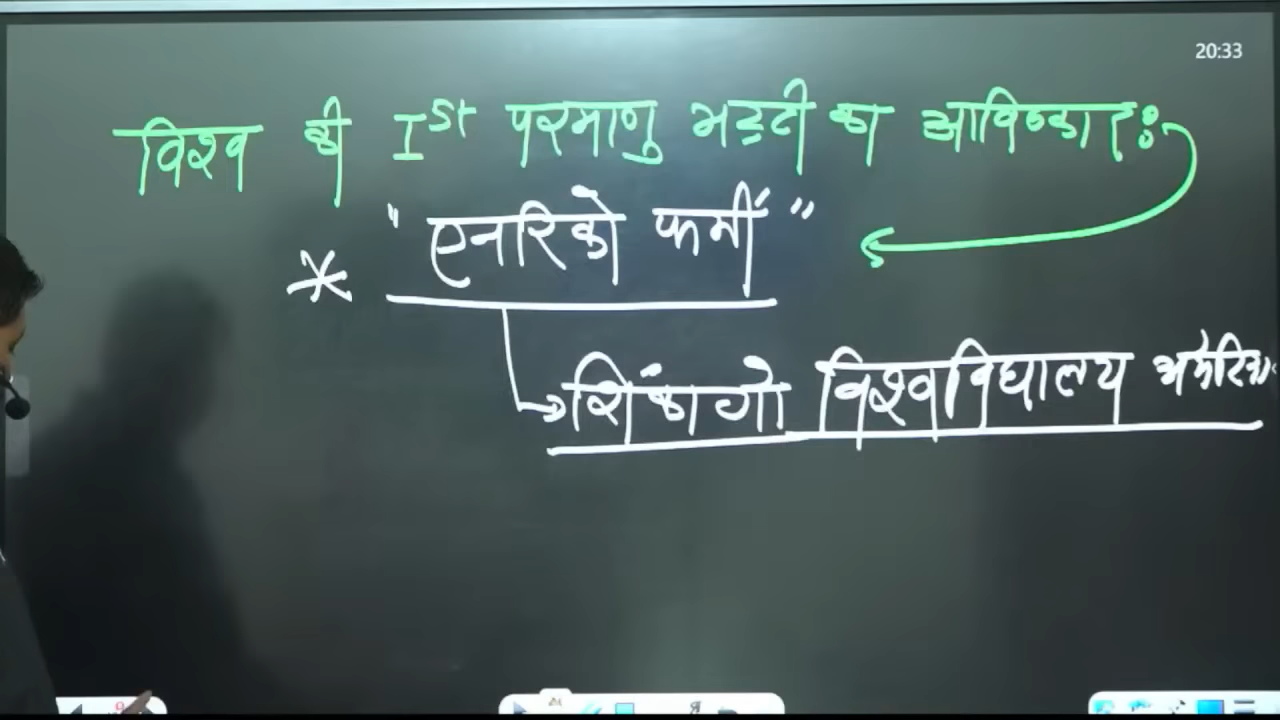 20:33
विश्व की Ist परमाणु भट्टी का आविष्कार:
* "एनरिको फर्मी"
→ शिकांगो विश्वविद्यालय अमेरिका